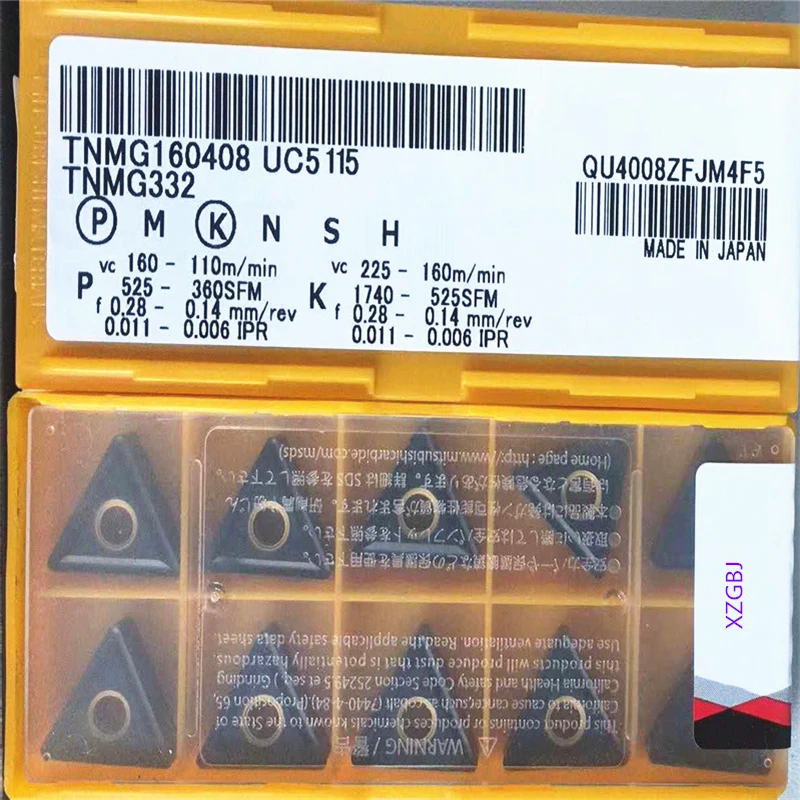 TNMG160408 UC5115
TNMG332
QU4008ZFJM4F5
MADE IN JAPAN
P M K N S H
P
vc 160 - 110m/min
525 - 360SFM
f 0.28 - 0.14 mm/rev
0.011 - 0.006 IPR
K
vc 225 - 160m/min
1740 - 525SFM
f 0.28 - 0.14 mm/rev
0.011 - 0.006 IPR
XZGBJ
⚠ WARNING / 警告
This product contains or produces chemicals known to the State of
California to cause cancer, such as cobalt (7440-4-84), (Proposition 65,
California Health and safety Code Section 25249.5 et seq.) Grinding
this products will produce dust that is potentially hazardous.
Use adequate ventilation. Read the applicable safety data sheet.
(Home page : http://www.mitsubishicarbide.com/msds)